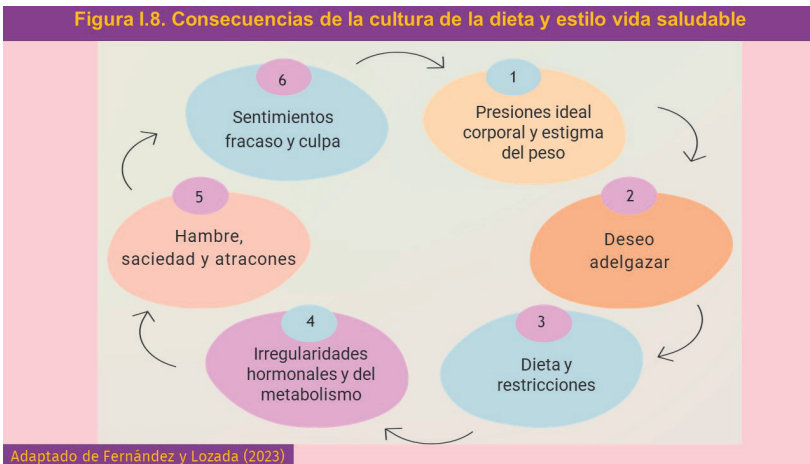 Figura I.8. Consecuencias de la cultura de la dieta y estilo vida saludable
1
Presiones ideal
corporal y estigma
del peso
2
Deseo
adelgazar
3
Dieta y
restricciones
4
Irregularidades
hormonales y del
metabolismo
5
Hambre,
saciedad y atracones
6
Sentimientos
fracaso y culpa
Adaptado de Fernández y Lozada (2023)